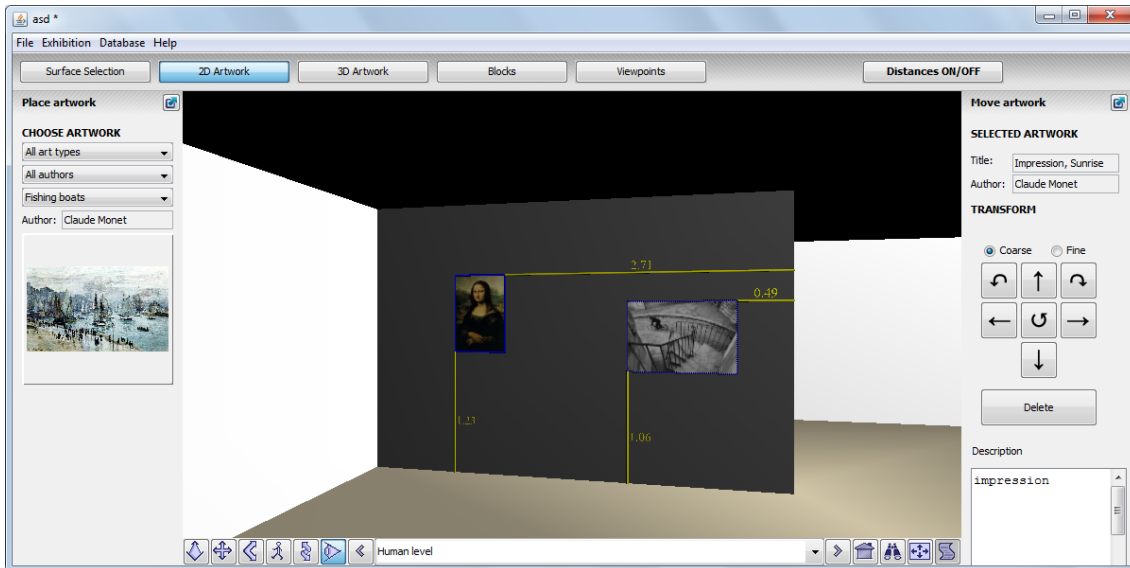 asd *
File Exhibition Database Help
Surface Selection 2D Artwork 3D Artwork Blocks Viewpoints Distances ON/OFF
Place artwork
CHOOSE ARTWORK
All art types
All authors
Fishing boats
Author: Claude Monet
2.71
0.49
1.23
1.06
Human level
Move artwork
SELECTED ARTWORK
Title: Impression, Sunrise
Author: Claude Monet
TRANSFORM
Coarse Fine
Delete
Description
impression